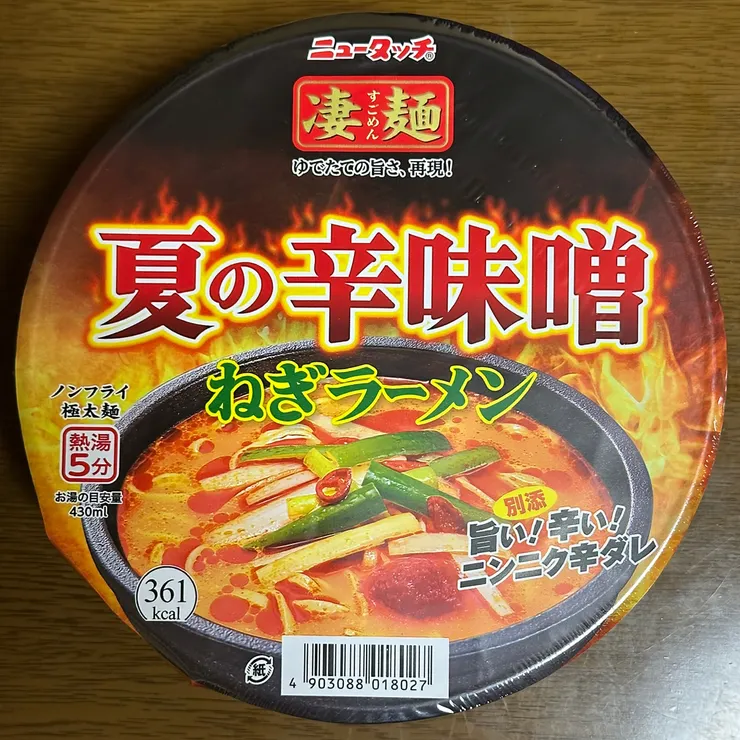 ニュータッチ®
凄麺
すごめん
ゆでたての旨さ、再現!
夏の辛味噌
ねぎラーメン
ノンフライ
極太麺
熱湯
5分
お湯の目安量
430ml
別添
旨い!辛い!
ニンニク辛ダレ
361
kcal
紙
4 903088 018027